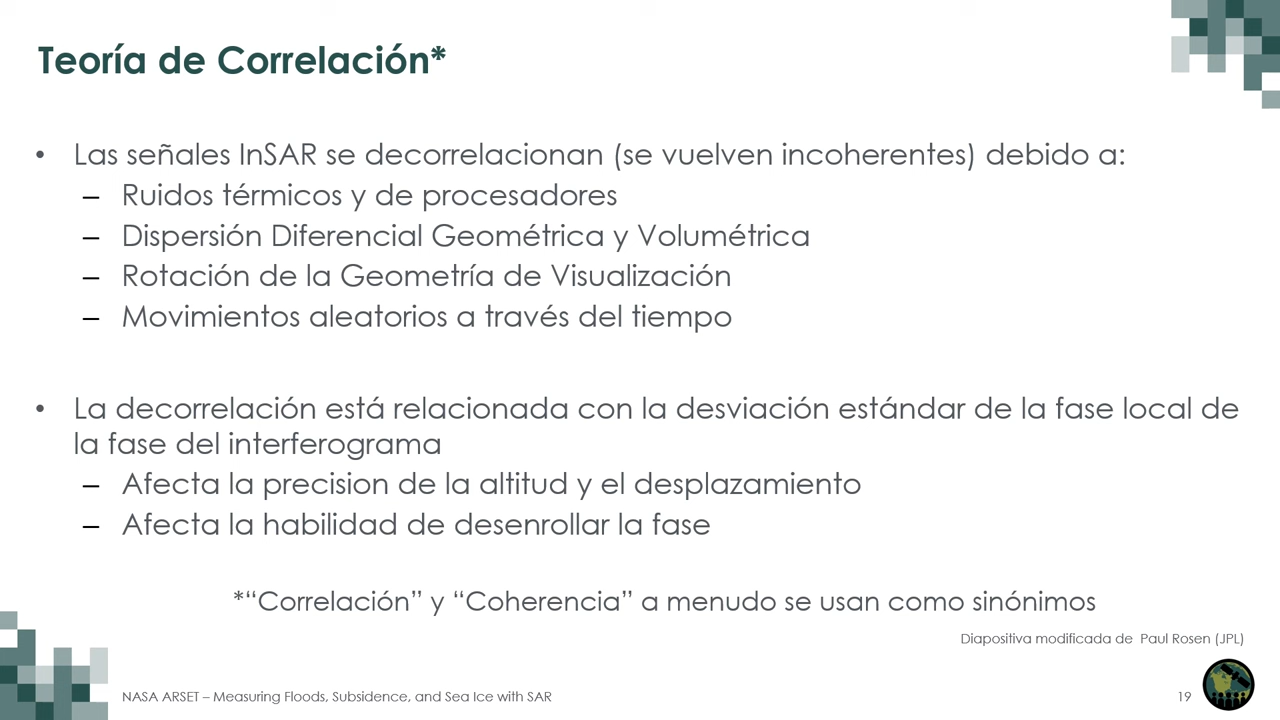 Teoría de Correlación*
• Las señales InSAR se decorrelacionan (se vuelven incoherentes) debido a:
– Ruidos térmicos y de procesadores
– Dispersión Diferencial Geométrica y Volumétrica
– Rotación de la Geometría de Visualización
– Movimientos aleatorios a través del tiempo
• La decorrelación está relacionada con la desviación estándar de la fase local de
la fase del interferograma
– Afecta la precision de la altitud y el desplazamiento
– Afecta la habilidad de desenrollar la fase
*“Correlación” y “Coherencia” a menudo se usan como sinónimos
Diapositiva modificada de Paul Rosen (JPL)
NASA ARSET – Measuring Floods, Subsidence, and Sea Ice with SAR
19